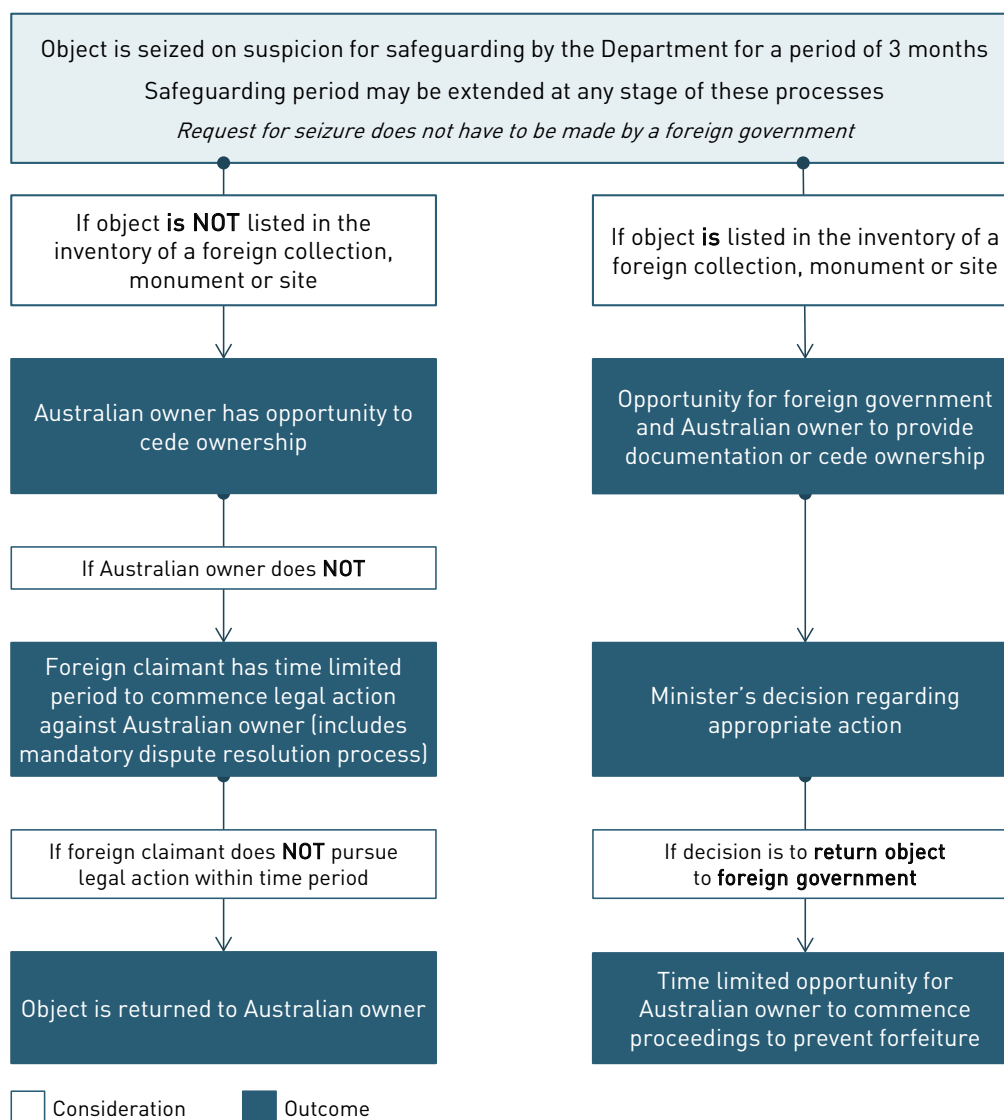 Object is seized on suspicion for safeguarding by the Department for a period of 3 months
Safeguarding period may be extended at any stage of these processes
Request for seizure does not have to be made by a foreign government
If object is NOT listed in the
inventory of a foreign collection,
monument or site
Australian owner has opportunity to
cede ownership
If Australian owner does NOT
Foreign claimant has time limited
period to commence legal action
against Australian owner (includes
mandatory dispute resolution process)
If foreign claimant does NOT pursue
legal action within time period
Object is returned to Australian owner
If object is listed in the inventory of a
foreign collection, monument or site
Opportunity for foreign government
and Australian owner to provide
documentation or cede ownership
Minister’s decision regarding
appropriate action
If decision is to return object
to foreign government
Time limited opportunity for
Australian owner to commence
proceedings to prevent forfeiture
Consideration
Outcome